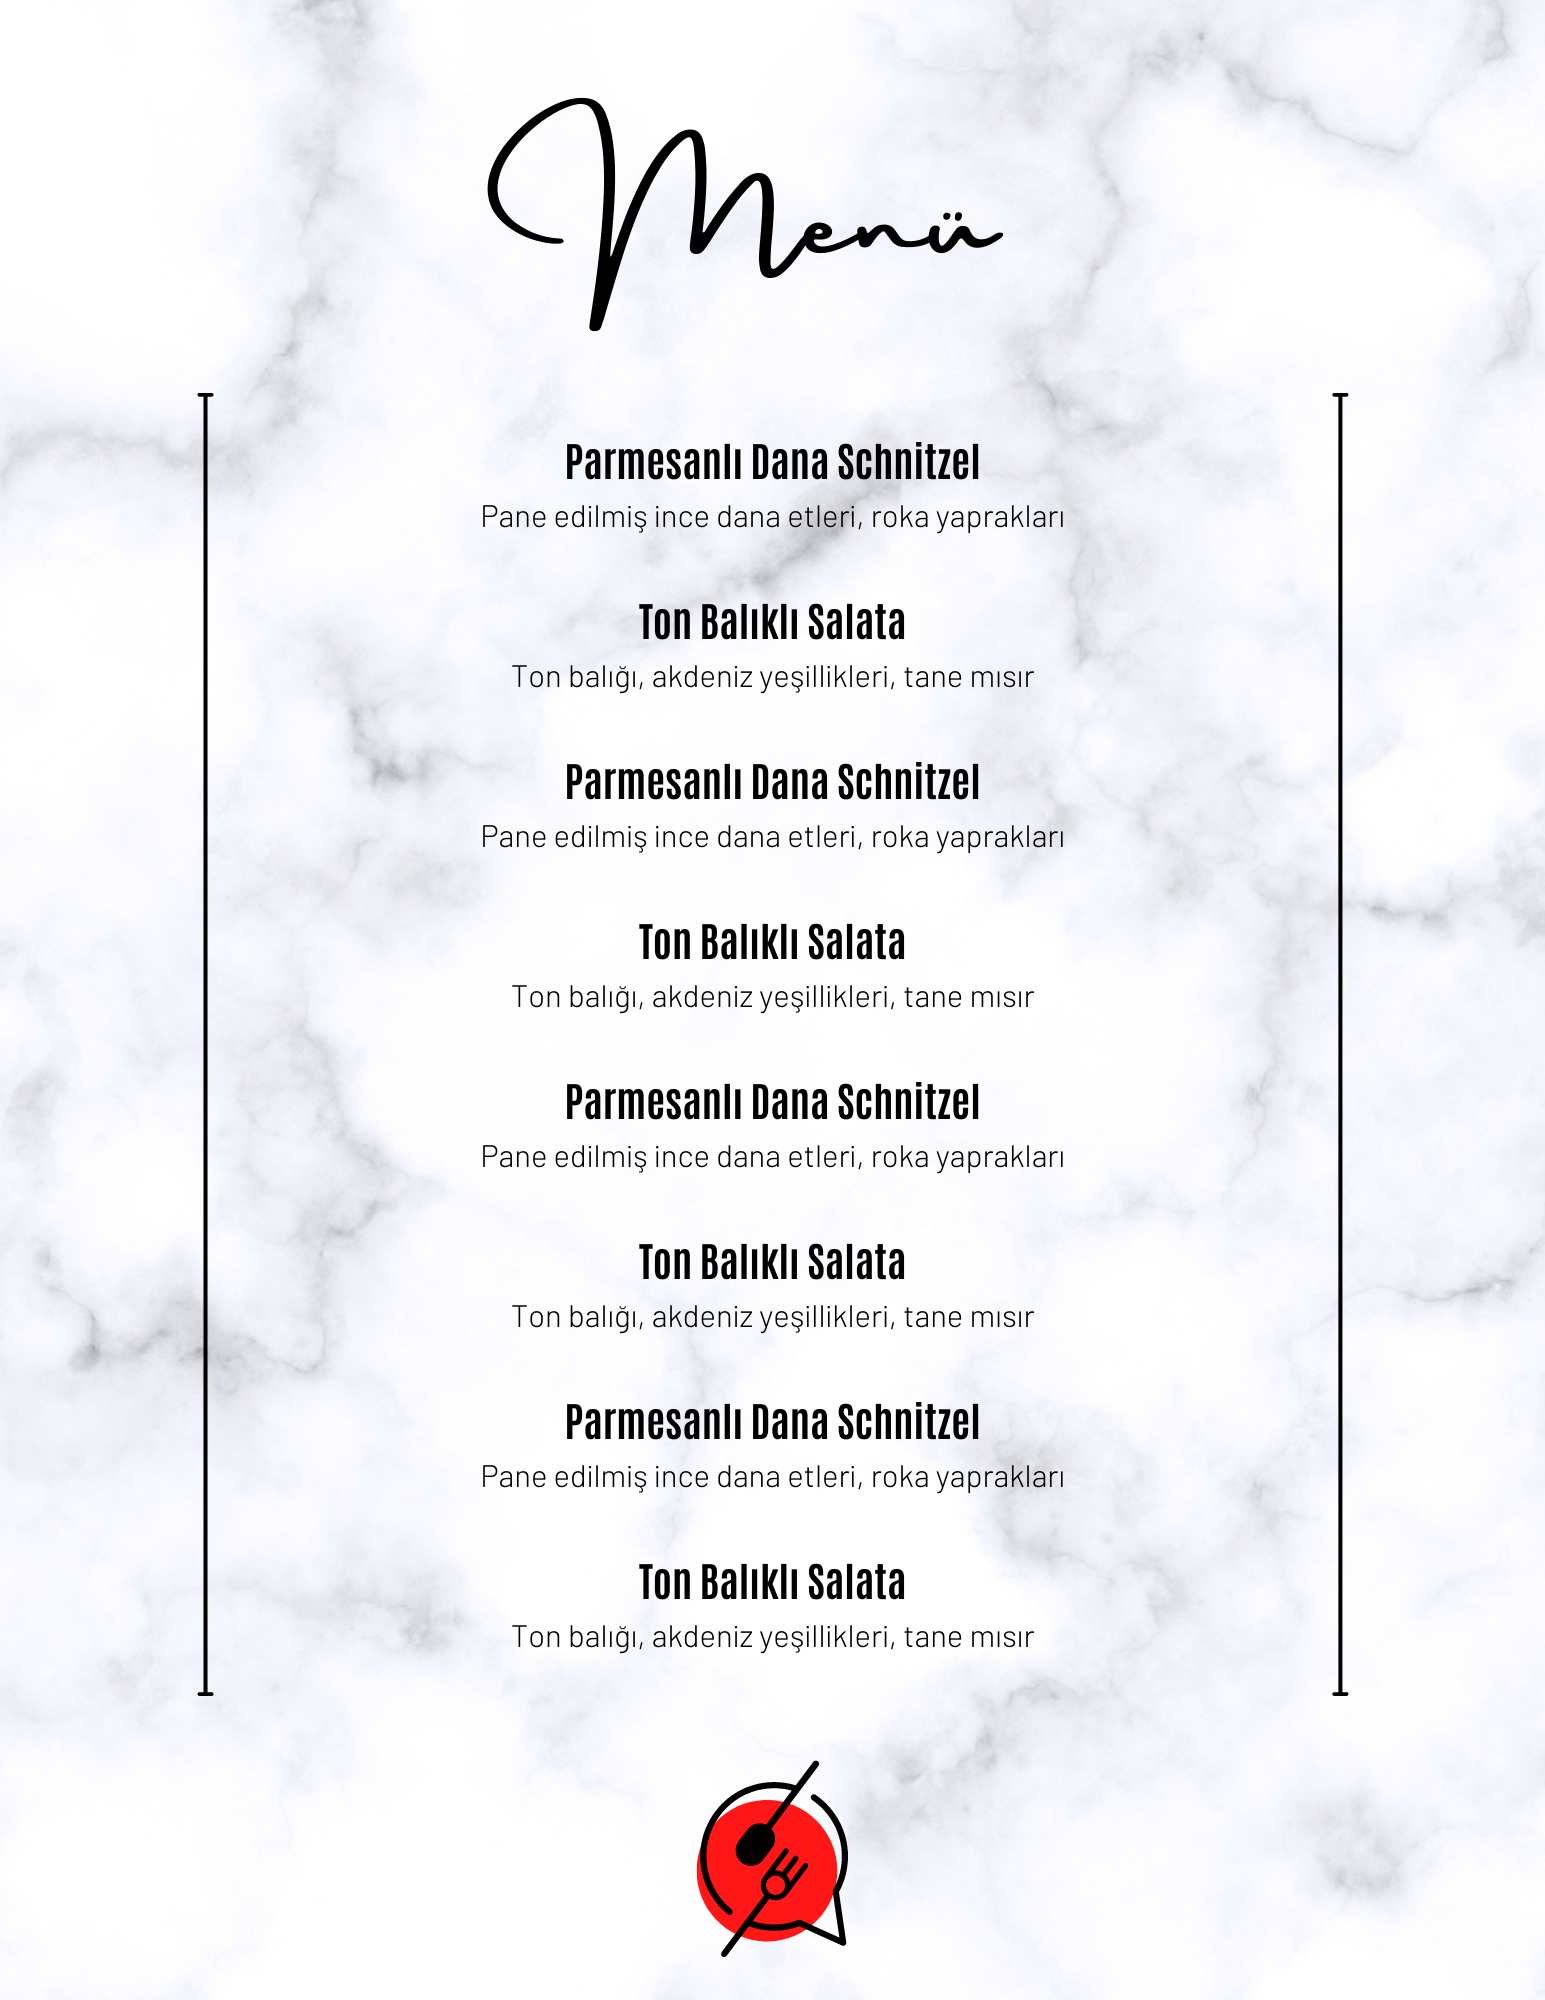 Menü
Parmesanlı Dana Schnitzel
Pane edilmiş ince dana etleri, roka yaprakları
Ton Balıklı Salata
Ton balığı, akdeniz yeşillikleri, tane mısır
Parmesanlı Dana Schnitzel
Pane edilmiş ince dana etleri, roka yaprakları
Ton Balıklı Salata
Ton balığı, akdeniz yeşillikleri, tane mısır
Parmesanlı Dana Schnitzel
Pane edilmiş ince dana etleri, roka yaprakları
Ton Balıklı Salata
Ton balığı, akdeniz yeşillikleri, tane mısır
Parmesanlı Dana Schnitzel
Pane edilmiş ince dana etleri, roka yaprakları
Ton Balıklı Salata
Ton balığı, akdeniz yeşillikleri, tane mısır